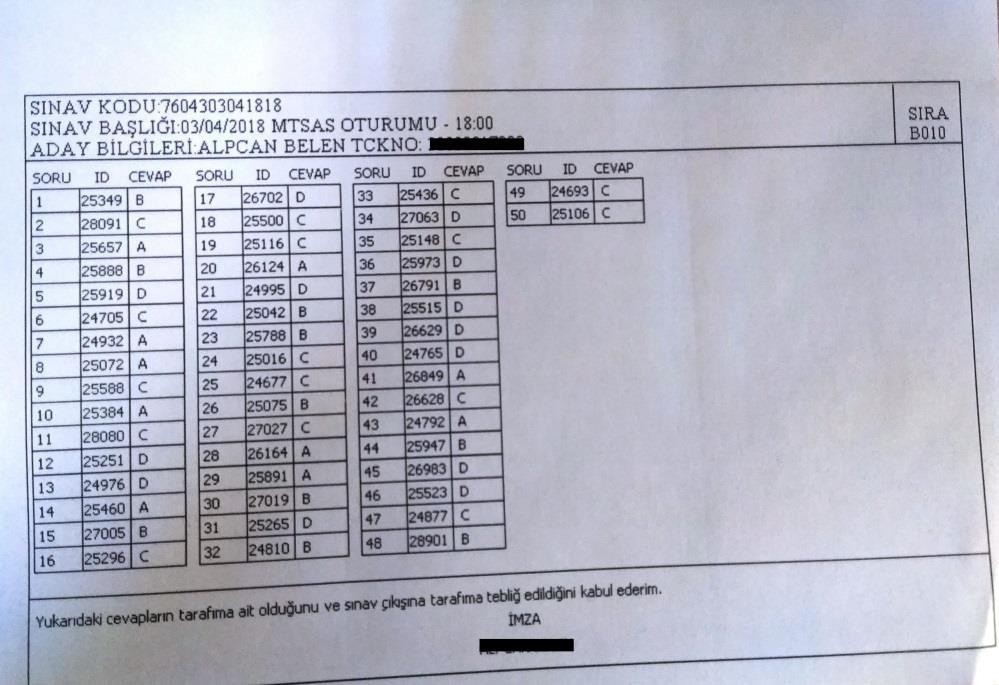 SINAV KODU:7604303041818
SINAV BAŞLIĞI:03/04/2018 MTSAS OTURUMU - 18:00
ADAY BİLGİLERİ:ALPCAN BELEN TCKNO:
SIRA
B010
SORU ID CEVAP
1 25349 B
2 28091 C
3 25657 A
4 25888 B
5 25919 D
6 24705 C
7 24932 A
8 25072 A
9 25588 C
10 25384 A
11 28080 C
12 25251 D
13 24976 D
14 25460 A
15 27005 B
16 25296 C
SORU ID CEVAP
17 26702 D
18 25500 C
19 25116 C
20 26124 A
21 24995 D
22 25042 B
23 25788 B
24 25016 C
25 24677 C
26 25075 B
27 27027 C
28 26164 A
29 25891 A
30 27019 B
31 25265 D
32 24810 B
SORU ID CEVAP
33 25436 C
34 27063 D
35 25148 C
36 25973 D
37 26791 B
38 25515 D
39 26629 D
40 24765 D
41 26849 A
42 26628 C
43 24792 A
44 25947 B
45 26983 D
46 25523 D
47 24877 C
48 28901 B
SORU ID CEVAP
49 24693 C
50 25106 C
Yukarıdaki cevapların tarafıma ait olduğunu ve sınav çıkışına tarafıma tebliğ edildiğini kabul ederim.
İMZA